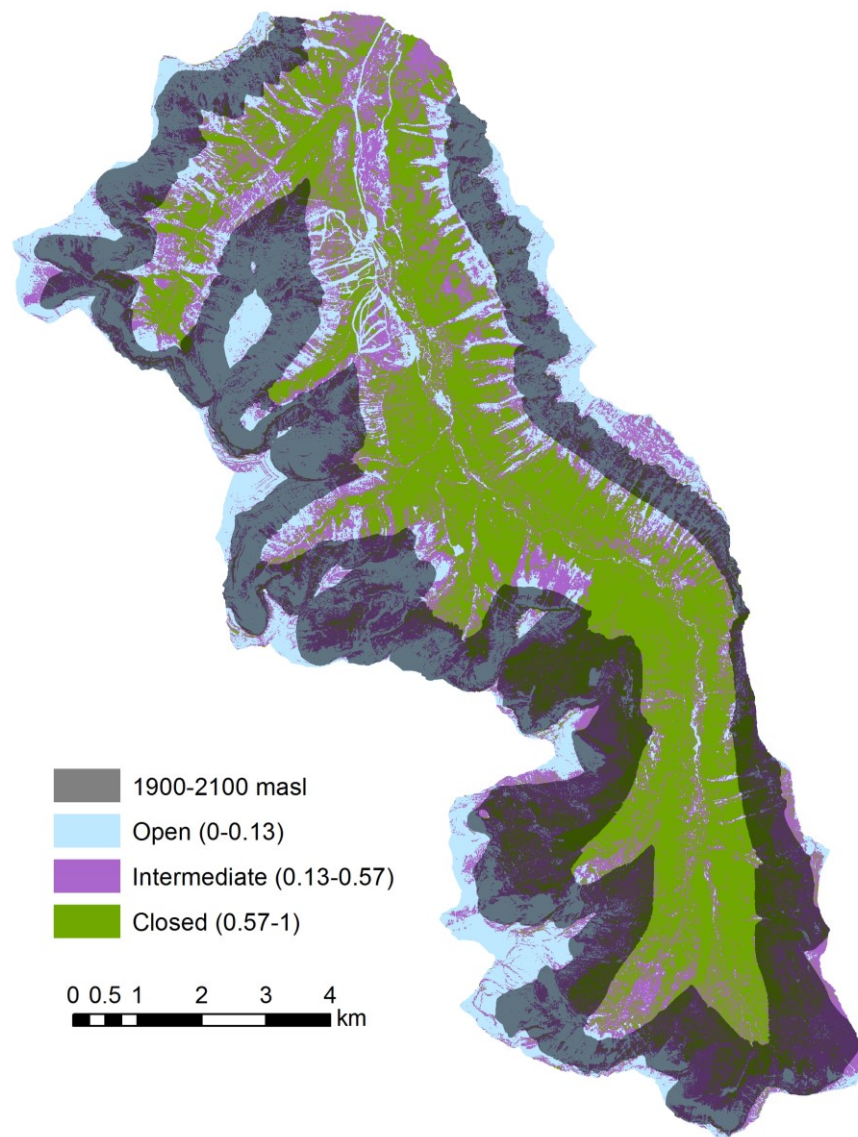 1900-2100 masl
Open (0-0.13)
Intermediate (0.13-0.57)
Closed (0.57-1)
0 0.5 1 2 3 4
km